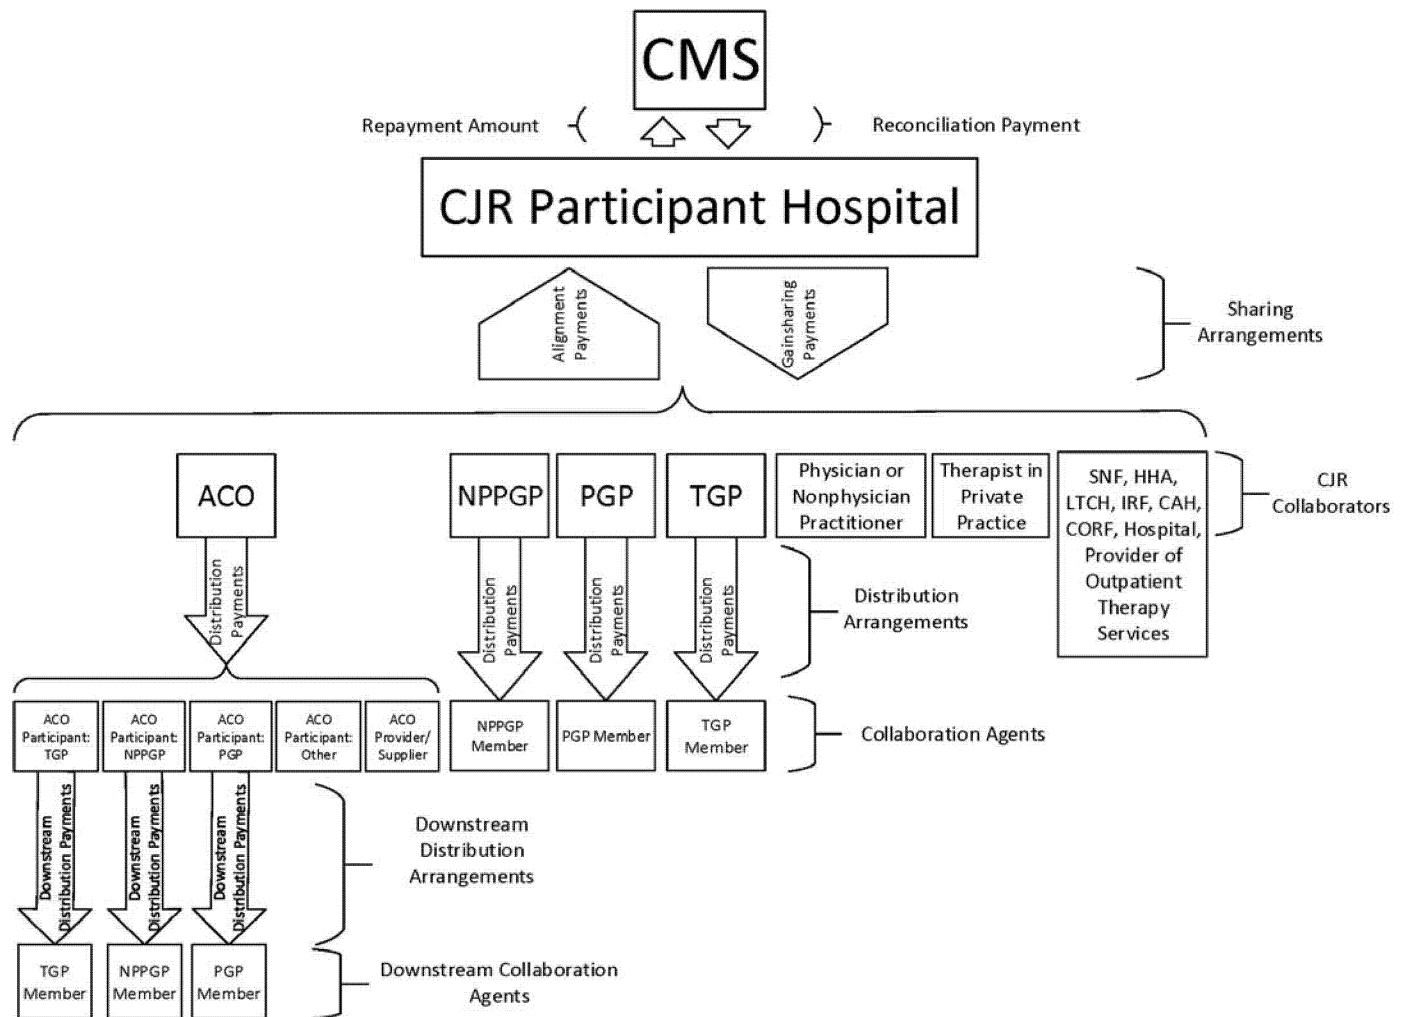 CMS
Repayment Amount
Reconciliation Payment
CJR Participant Hospital
Alignment
Payments
Gainsharing
Payments
Sharing
Arrangements
ACO
NPPGP
PGP
TGP
Physician or
Nonphysician
Practitioner
Therapist in
Private
Practice
SNF, HHA,
LTCH, IRF, CAH,
CORF, Hospital,
Provider of
Outpatient
Therapy
Services
CJR
Collaborators
Distribution
Payments
Distribution
Payments
Distribution
Payments
Distribution
Payments
Distribution
Arrangements
ACO
Participant:
TGP
ACO
Participant:
NPPGP
ACO
Participant:
PGP
ACO
Participant:
Other
ACO
Provider/
Supplier
NPPGP
Member
PGP Member
TGP
Member
Collaboration Agents
Downstream
Distribution Payments
Downstream
Distribution Payments
Downstream
Distribution Payments
Downstream
Distribution
Arrangements
TGP
Member
NPPGP
Member
PGP
Member
Downstream Collaboration
Agents